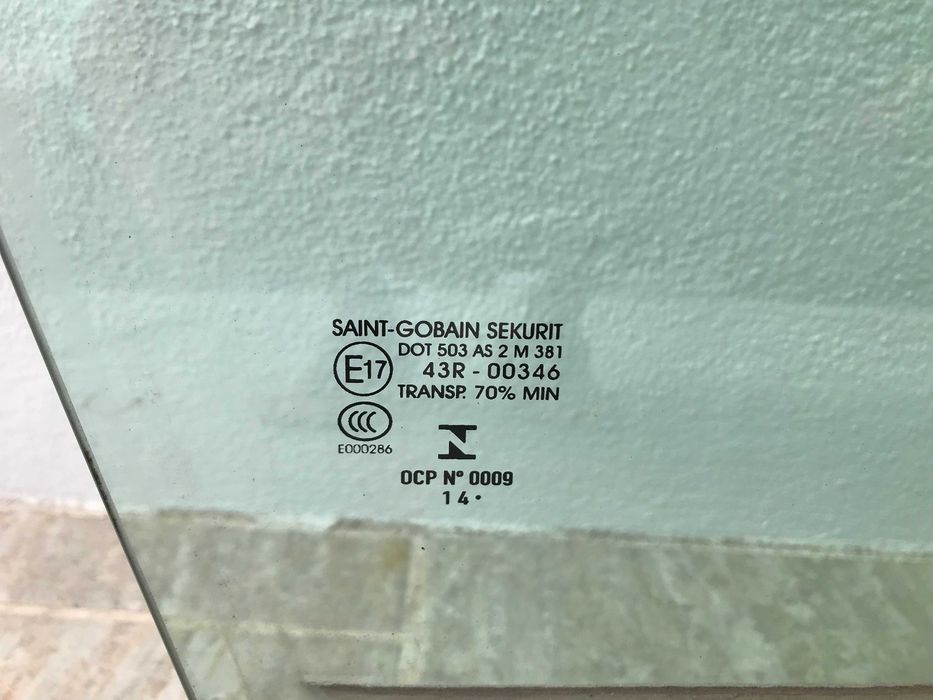 SAINT-GOBAIN SEKURIT
DOT 503 AS 2 M 381
E17
43R - 00346
TRANSP. 70% MIN
CCC
E000286
OCP Nº 0009
14 •